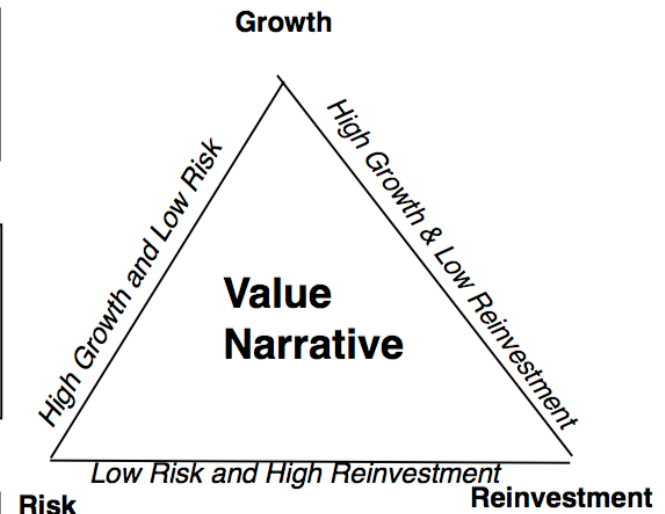 Growth
High Growth and Low Risk
High Growth & Low Reinvestment
Value
Narrative
Low Risk and High Reinvestment
Risk
Reinvestment